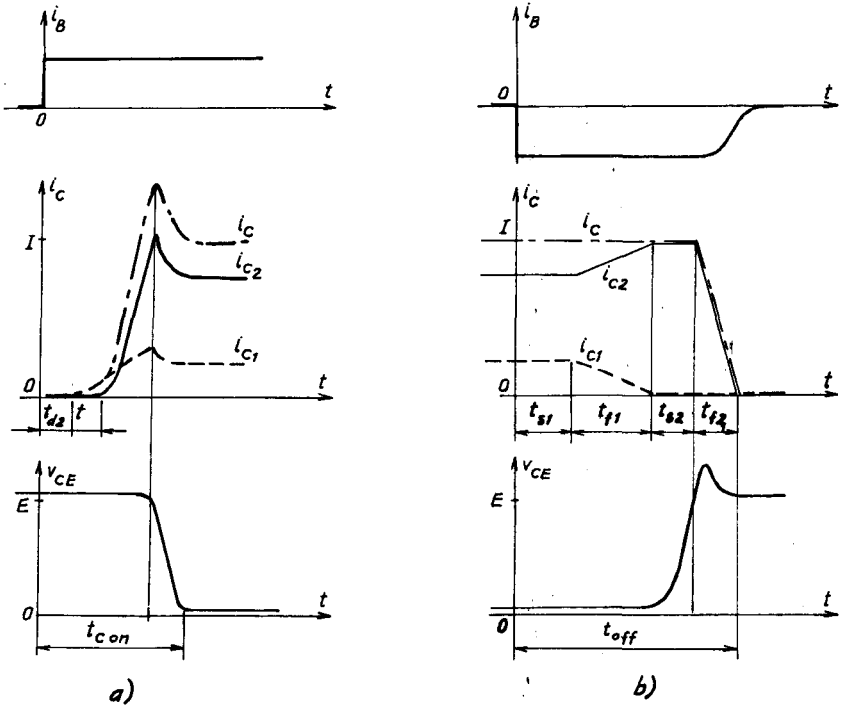 i_B
t
0
i_C
I
i_C
i_C2
i_C1
0
t
t_d2
t
v_CE
E
0
t
t_c on
a)
i_B
0
t
i_C
i_C
i_C2
I
i_C1
0
t
t_s1
t_f1
t_s2
t_f2
v_CE
E
0
t
t_off
b)